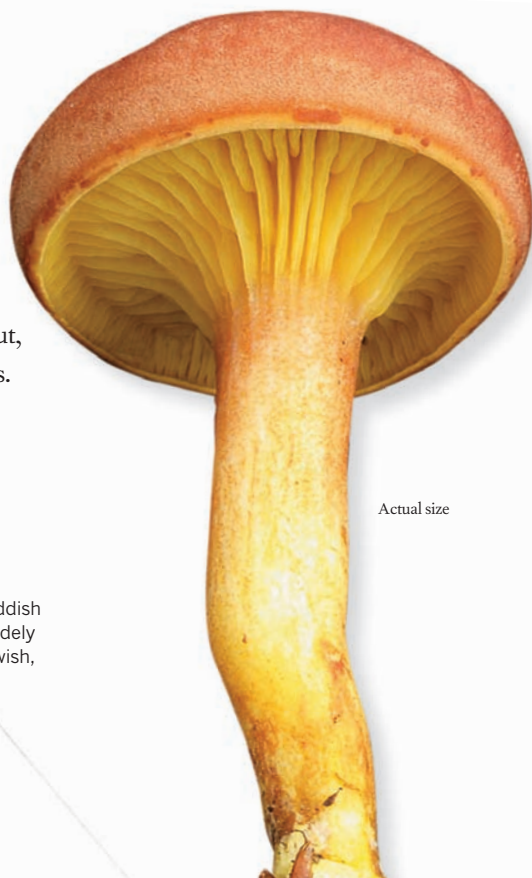 ut,
s.
Actual size
ddish
dely
wish,